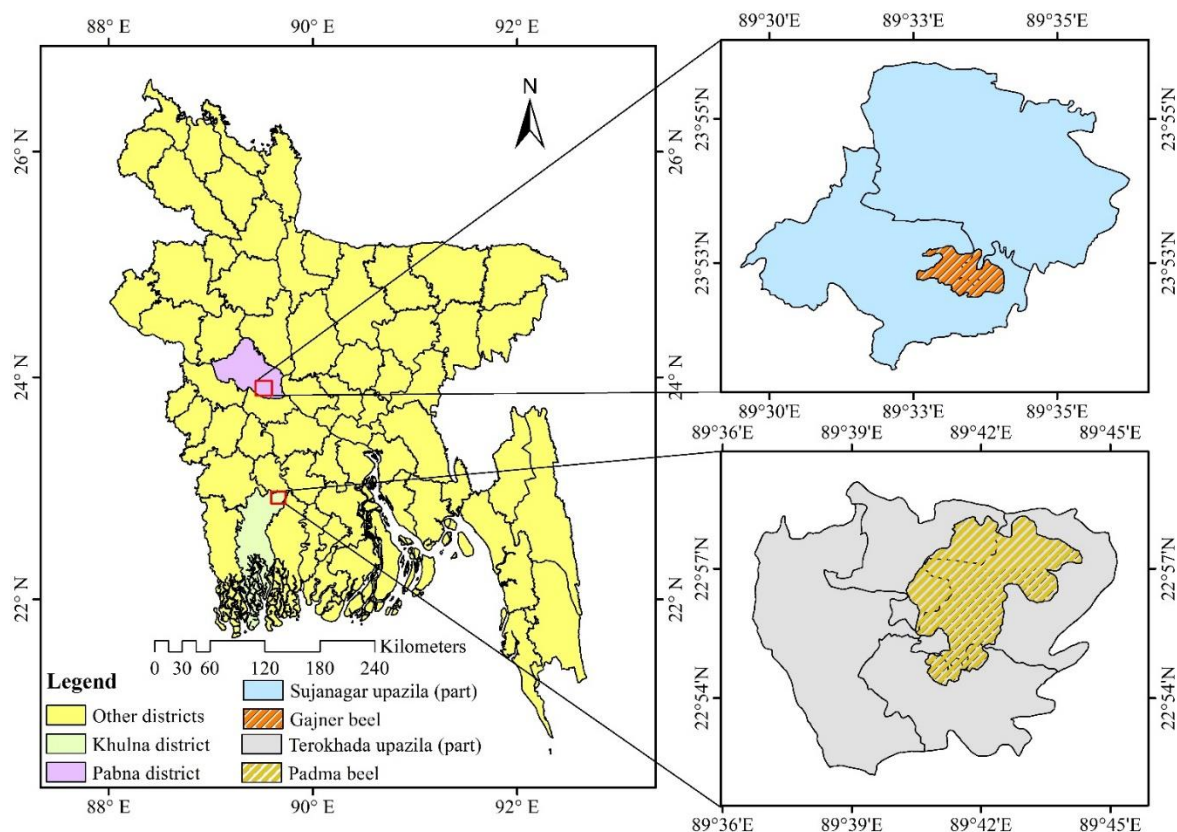 88° E 90° E 92° E
N
26° N
24° N
22° N
26° N
24° N
22° N
Kilometers
0 30 60 120 180 240
Legend
Other districts
Khulna district
Pabna district
Sujanagar upazila (part)
Gajner beel
Terokhada upazila (part)
Padma beel
88° E 90° E 92° E
89°30'E 89°33'E 89°35'E
23°55'N
23°53'N
23°55'N
23°53'N
89°30'E 89°33'E 89°35'E
89°36'E 89°39'E 89°42'E 89°45'E
22°57'N
22°54'N
22°57'N
22°54'N
89°36'E 89°39'E 89°42'E 89°45'E